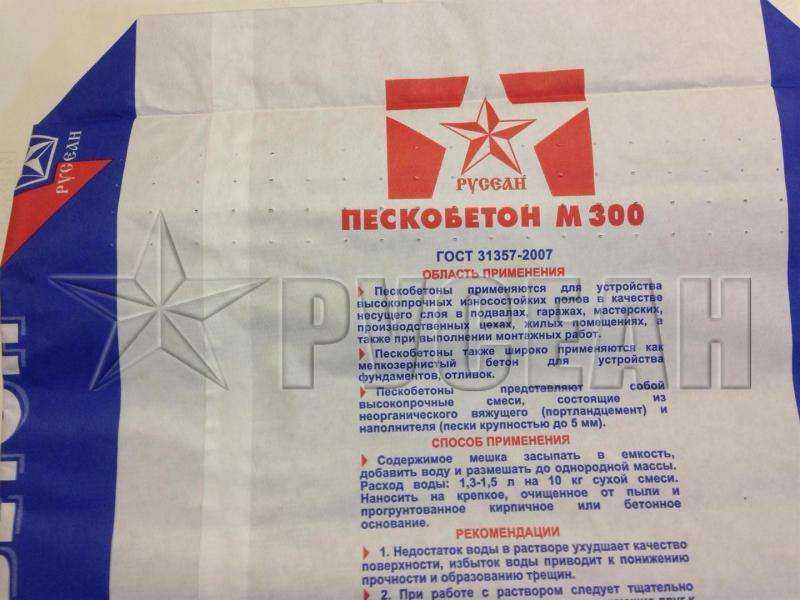 РУСЕАН
РУСЕАН
ПЕСКОБЕТОН М 300
ГОСТ 31357-2007
ОБЛАСТЬ ПРИМЕНЕНИЯ
Пескобетоны применяются для устройства
высокопрочных износостойких полов в качестве
несущего слоя в подвалах, гаражах, мастерских,
производственных цехах, жилых помещениях, а
также при выполнении монтажных работ.
Пескобетоны также широко применяются как
мелкозернистый бетон для устройства
фундаментов, отливок.
Пескобетоны представляют собой
высокопрочные смеси, состоящие из
неорганического вяжущего (портландцемент) и
наполнителя (пески крупностью до 5 мм).
СПОСОБ ПРИМЕНЕНИЯ
Содержимое мешка засыпать в емкость,
добавить воду и размешать до однородной массы.
Расход воды: 1,3-1,5 л на 10 кг сухой смеси.
Наносить на крепкое, очищенное от пыли и
прогрунтованное кирпичное или бетонное
основание.
РЕКОМЕНДАЦИИ
1. Недостаток воды в растворе ухудшает качество
поверхности, избыток воды приводит к понижению
прочности и образованию трещин.
2. При работе с раствором следует тщательно
РУСЕАН